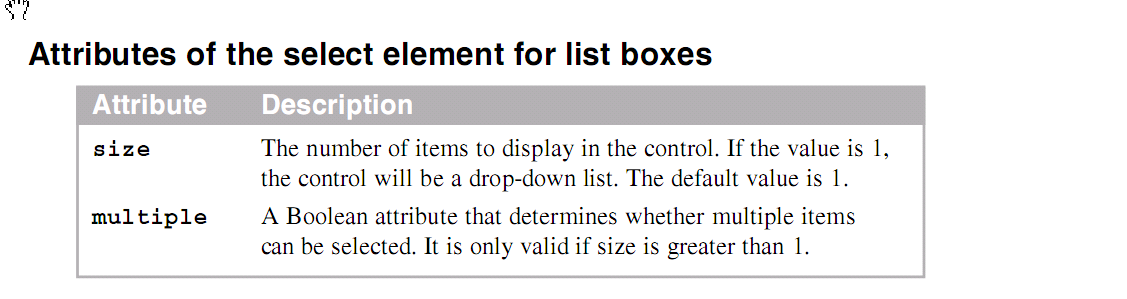 Attributes of the select element for list boxes
Attribute Description
size The number of items to display in the control. If the value is 1,
the control will be a drop-down list. The default value is 1.
multiple A Boolean attribute that determines whether multiple items
can be selected. It is only valid if size is greater than 1.